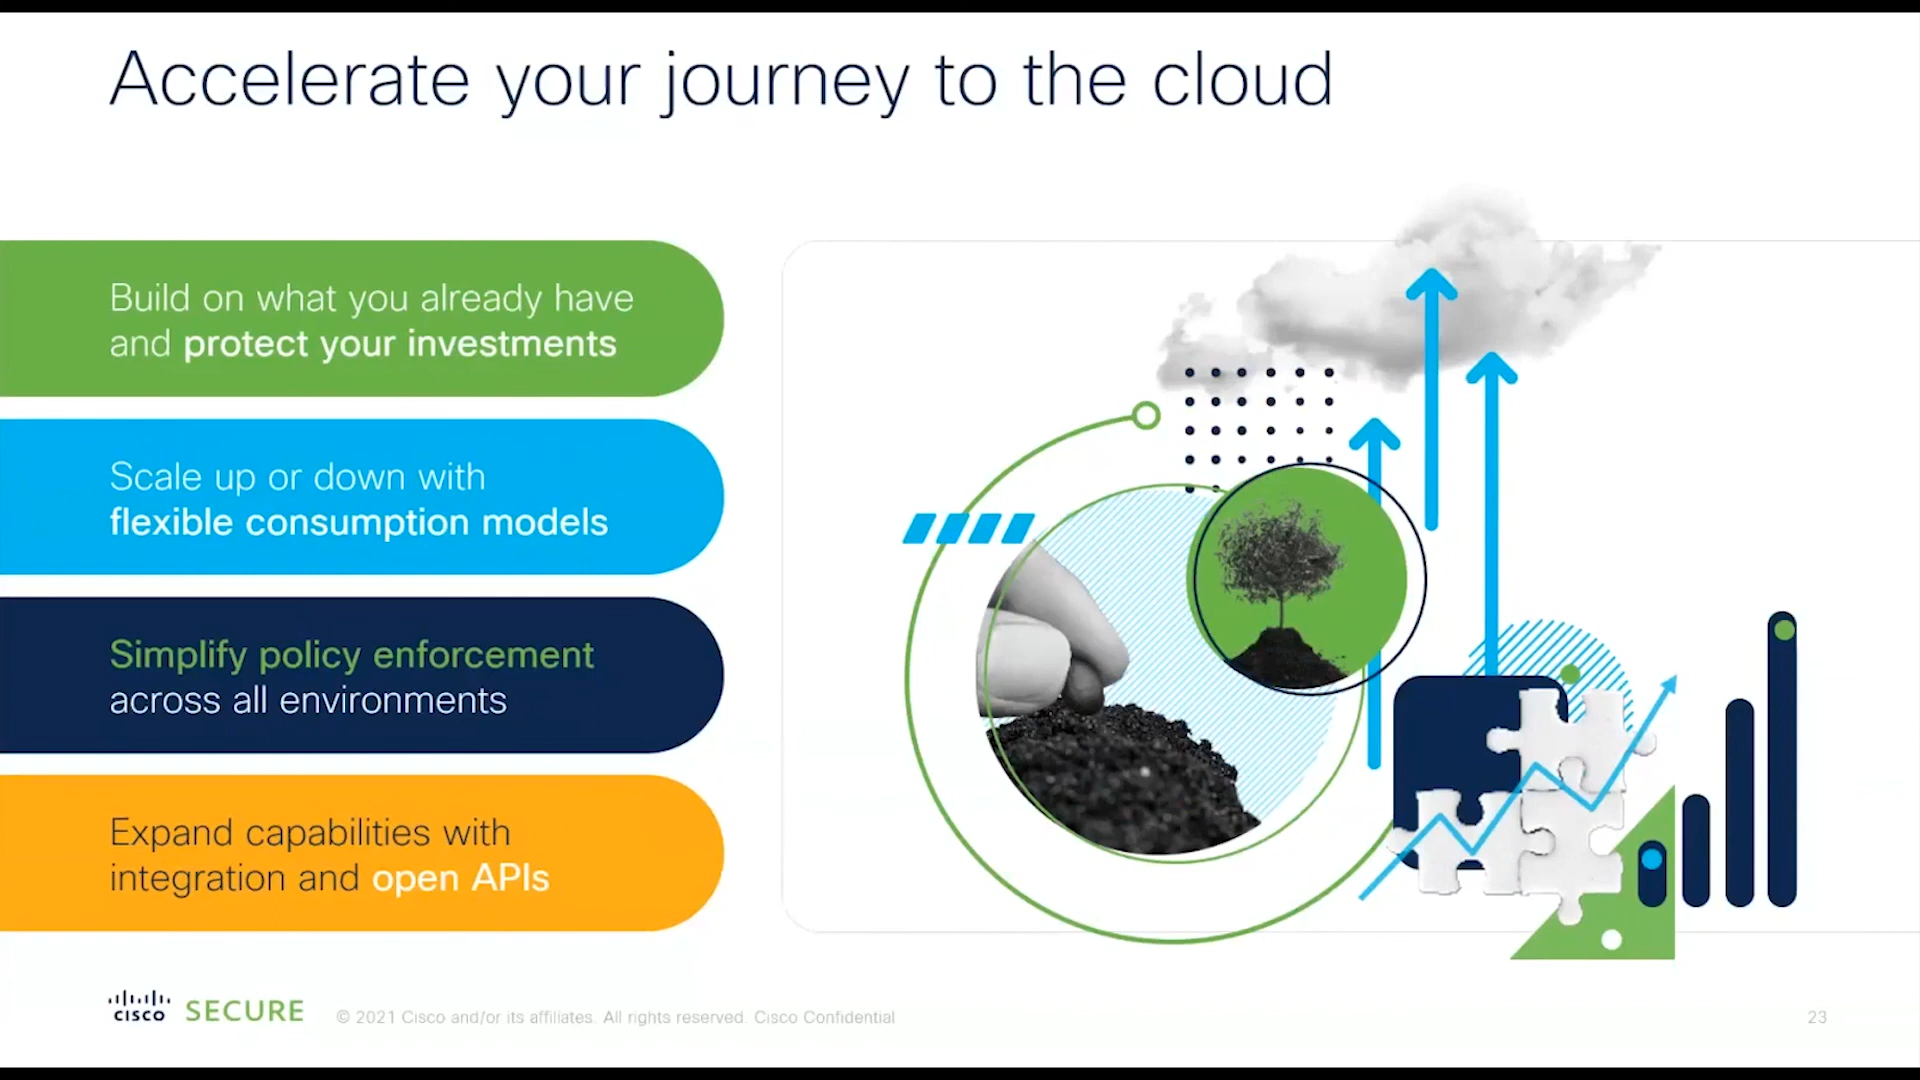 Accelerate your journey to the cloud
Build on what you already have
and protect your investments
Scale up or down with
flexible consumption models
Simplify policy enforcement
across all environments
Expand capabilities with
integration and open APIs
CISCO SECURE © 2021 Cisco and/or its affiliates. All rights reserved. Cisco Confidential 23